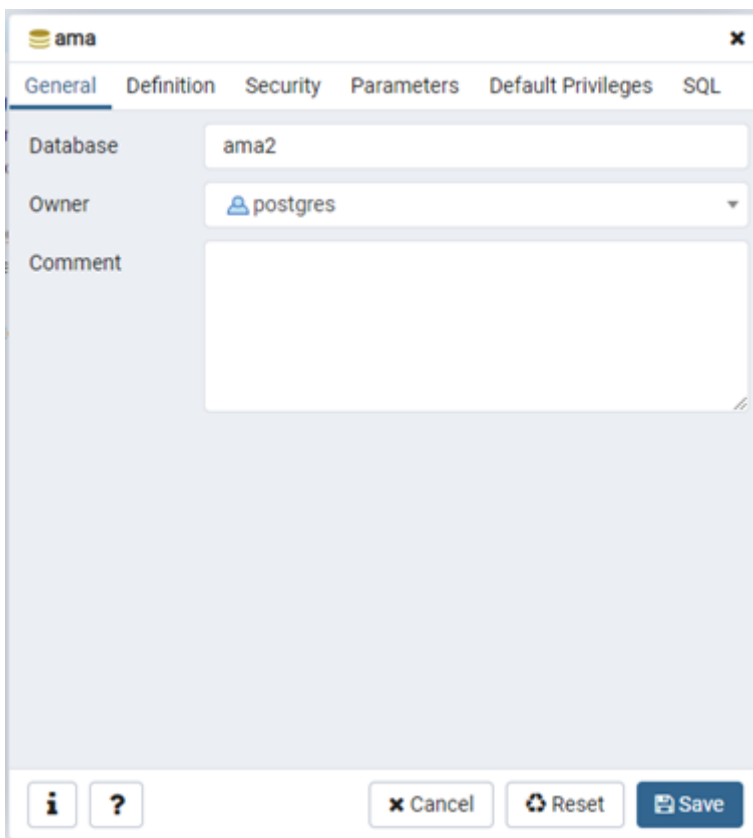 ama
General Definition Security Parameters Default Privileges SQL
Database ama2
Owner postgres
Comment
i ? Cancel Reset Save